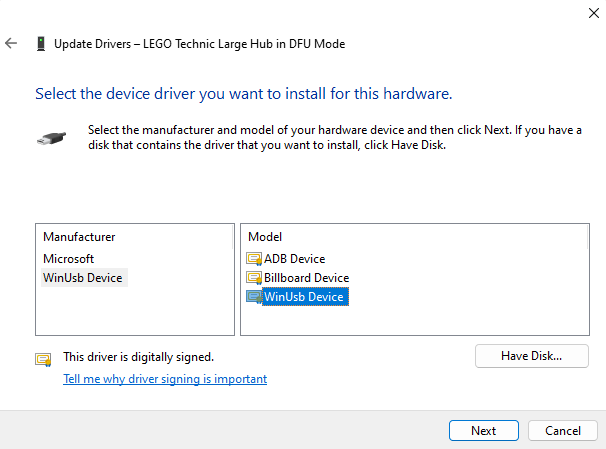 Update Drivers – LEGO Technic Large Hub in DFU Mode
Select the device driver you want to install for this hardware.
Select the manufacturer and model of your hardware device and then click Next. If you have a
disk that contains the driver that you want to install, click Have Disk.
Manufacturer
Microsoft
WinUsb Device
Model
ADB Device
Billboard Device
WinUsb Device
This driver is digitally signed.
Tell me why driver signing is important
Have Disk...
Next
Cancel